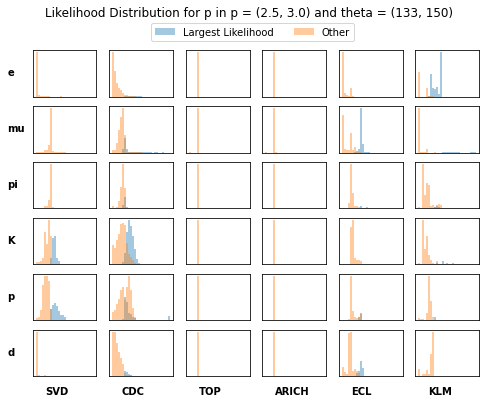 Likelihood Distribution for p in p = (2.5, 3.0) and theta = (133, 150)
Largest Likelihood Other
e
mu
pi
K
p
d
SVD CDC TOP ARICH ECL KLM